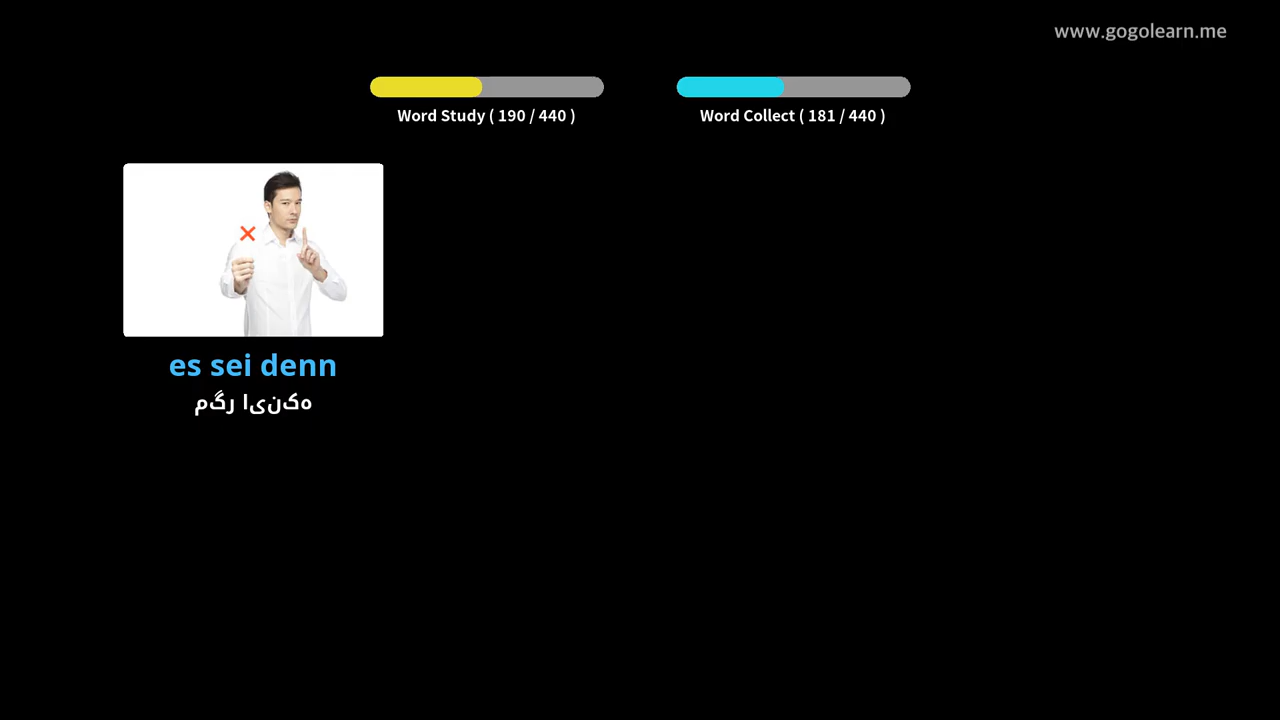 www.gogolearn.me
Word Study ( 190 / 440 )
Word Collect ( 181 / 440 )
es sei denn
مگر اینکه